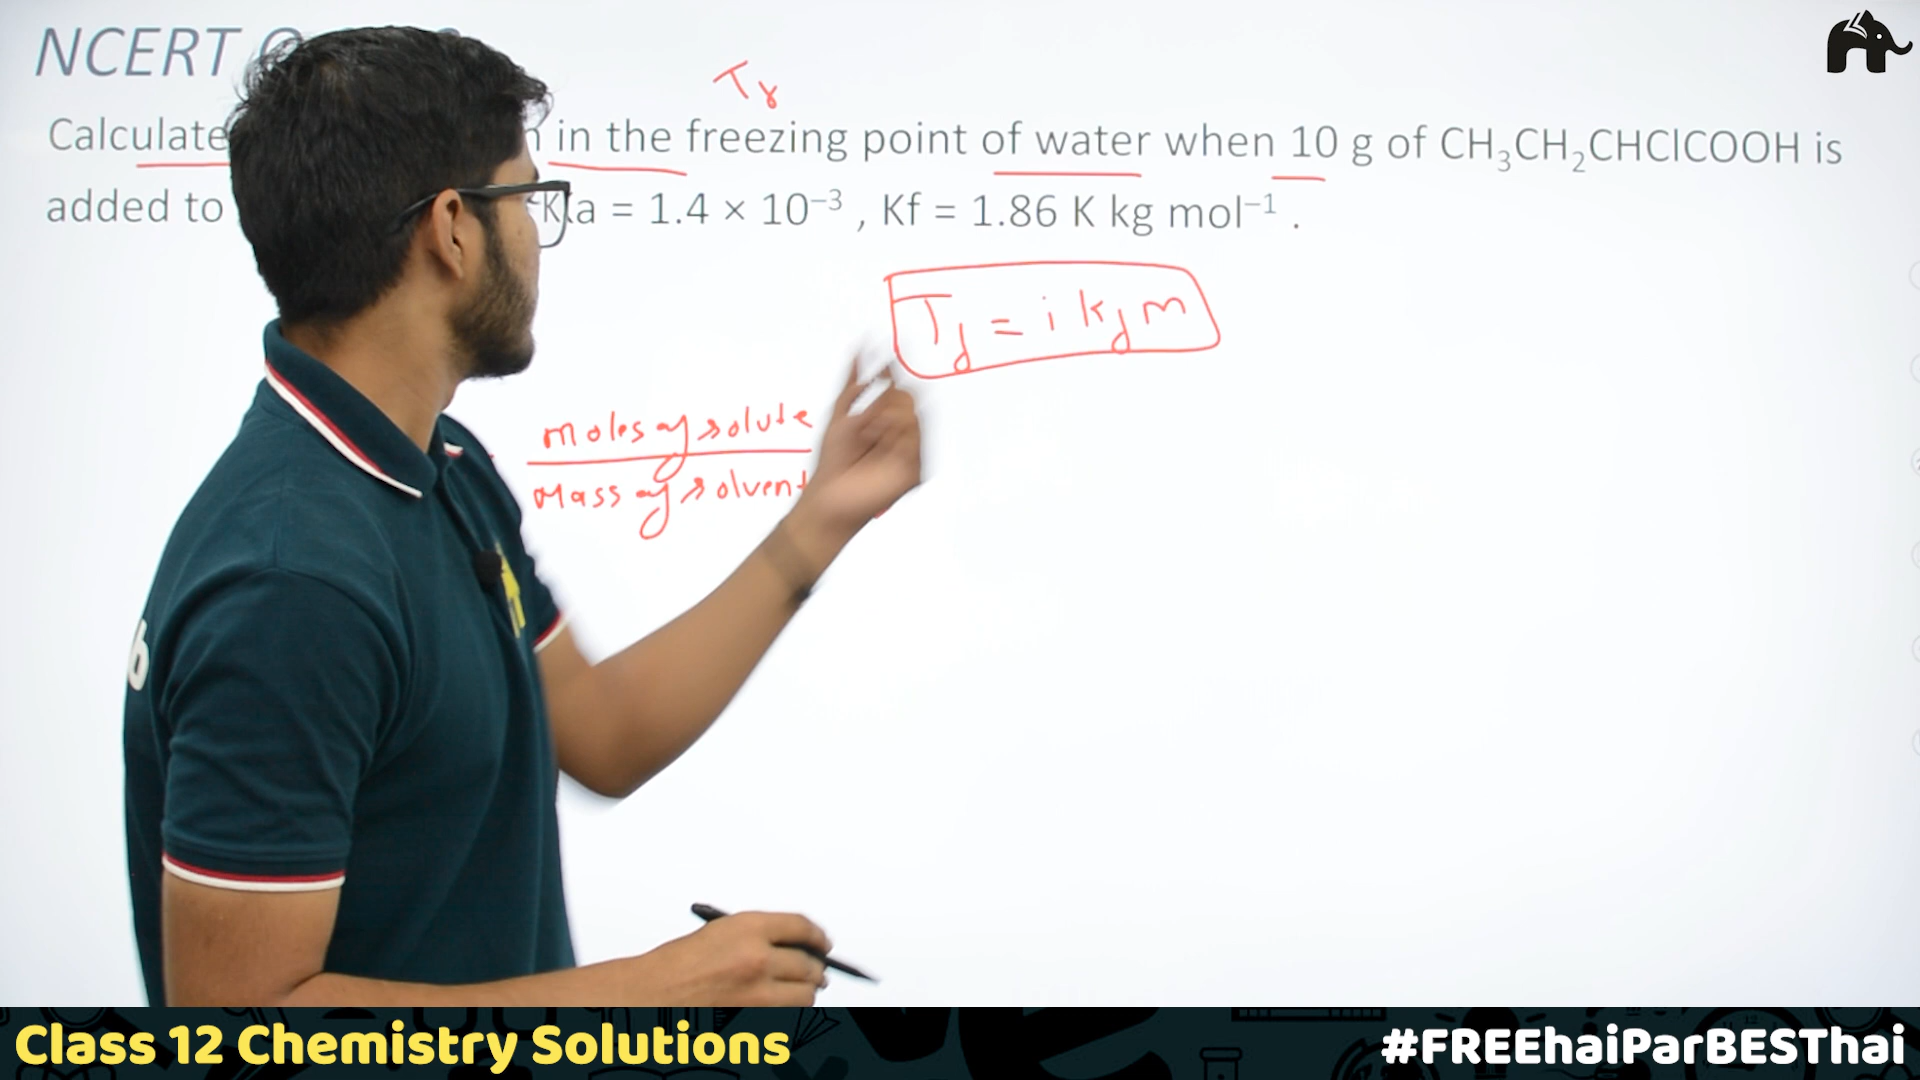 NCERT
Tf
Calculate in the freezing point of water when 10 g of CH₃CH₂CHClCOOH is
added to Ka = 1.4 × 10⁻³ , Kf = 1.86 K kg mol⁻¹ .
Tf = i kf m
moles of solute
Mass of solvent
b
Class 12 Chemistry Solutions
#FREEhaiParBESThai